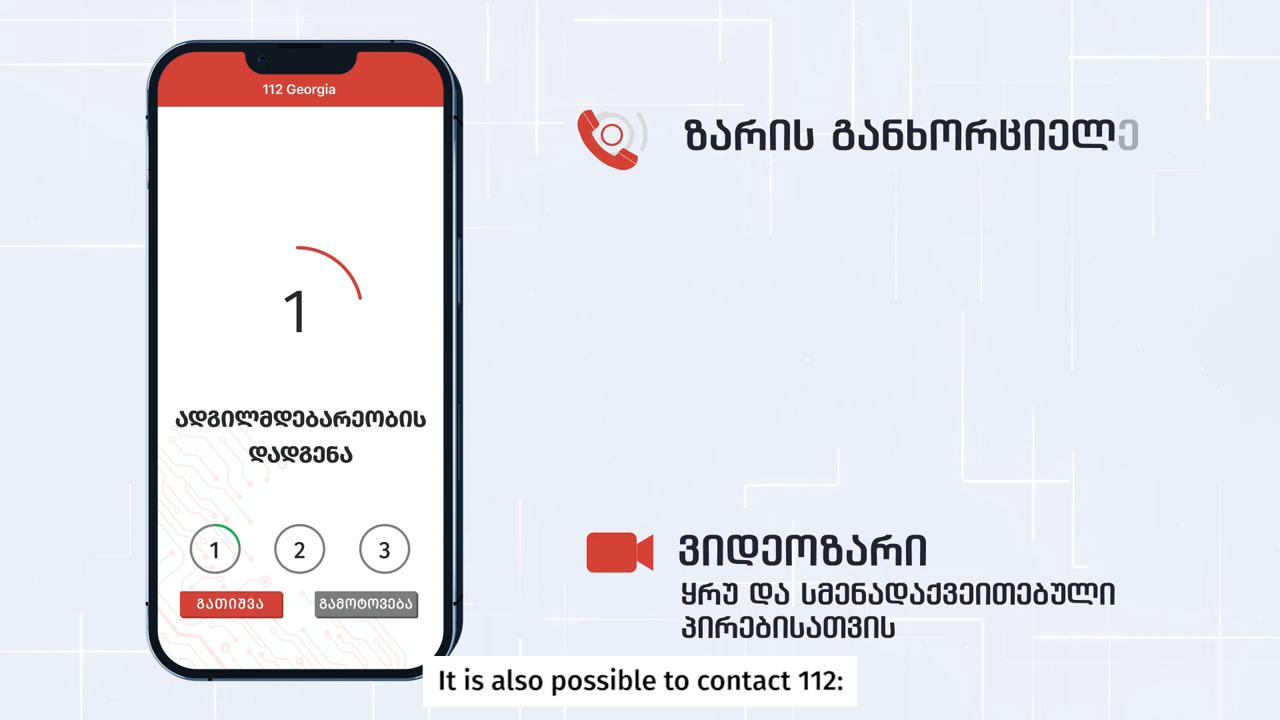 112 Georgia
1
ადგილმდებარეობის
დადგენა
1
2
3
გათიშვა
გამოტოვება
ზარის განხორციელე
ვიდეოზარი
ყრუ და სმენადაქვეითებული
პირებისათვის
It is also possible to contact 112: